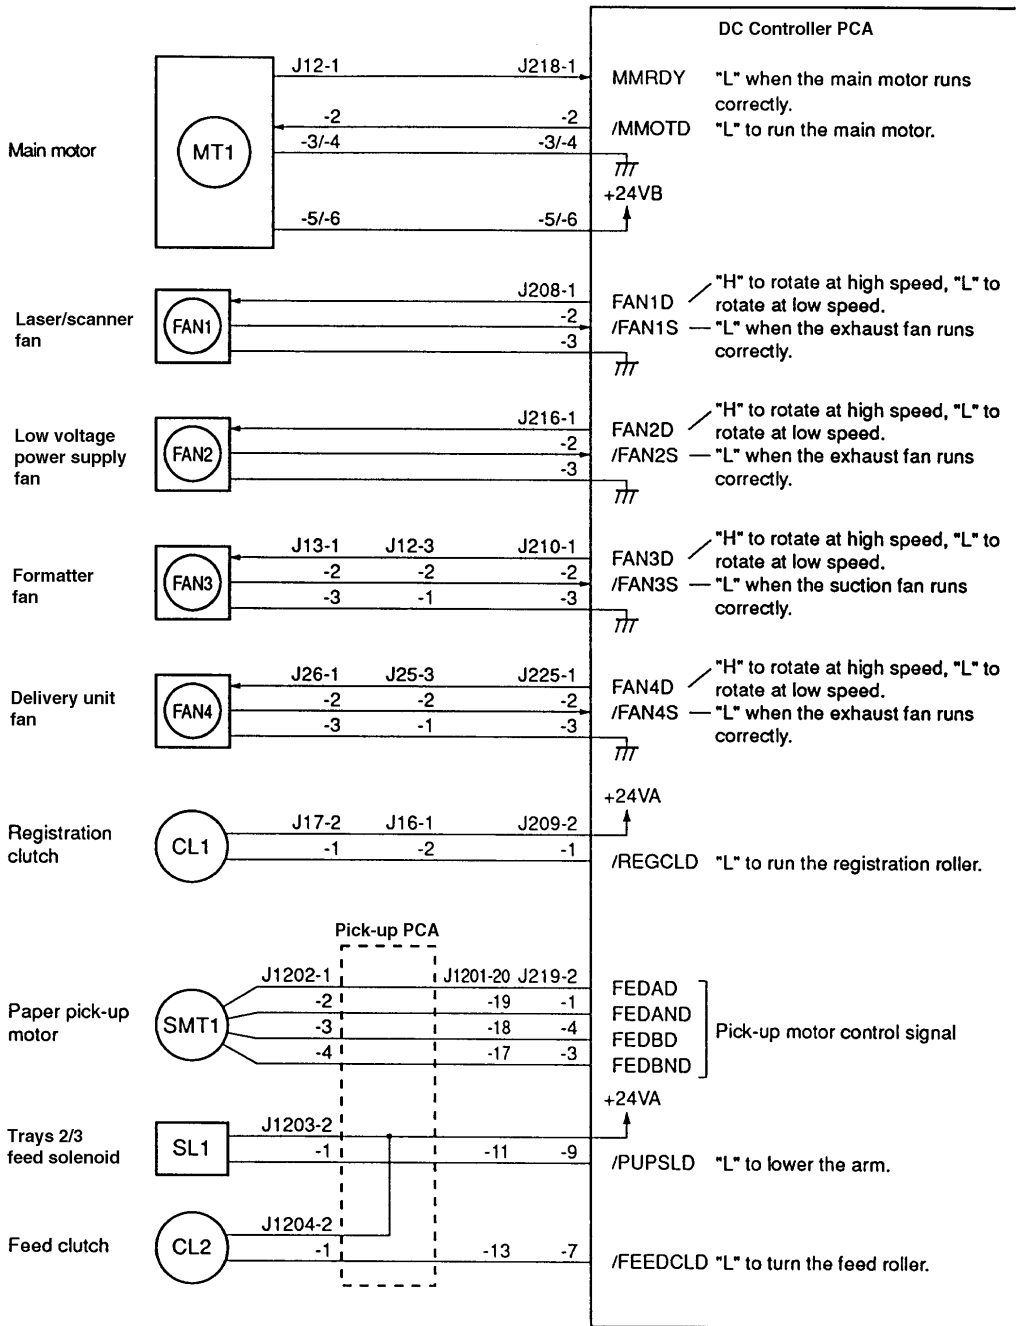 DC Controller PCA
J12-1 J218-1 MMRDY "L" when the main motor runs
correctly.
-2 -2 /MMOTD "L" to run the main motor.
Main motor MT1 -3/-4 -3/-4
+24VB
-5/-6 -5/-6
J208-1 FAN1D "H" to rotate at high speed, "L" to
rotate at low speed.
Laser/scanner
fan FAN1 -2 /FAN1S "L" when the exhaust fan runs
correctly.
-3
J216-1 FAN2D "H" to rotate at high speed, "L" to
rotate at low speed.
Low voltage
power supply
fan FAN2 -2 /FAN2S "L" when the exhaust fan runs
correctly.
-3
J13-1 J12-3 J210-1 FAN3D "H" to rotate at high speed, "L" to
rotate at low speed.
Formatter
fan FAN3 -2 -2 -2 /FAN3S "L" when the suction fan runs
correctly.
-3 -1 -3
J26-1 J25-3 J225-1 FAN4D "H" to rotate at high speed, "L" to
rotate at low speed.
Delivery unit
fan FAN4 -2 -2 -2 /FAN4S "L" when the exhaust fan runs
correctly.
-3 -1 -3
+24VA
Registration
clutch CL1 J17-2 J16-1 J209-2
-1 -2 -1 /REGCLD "L" to run the registration roller.
Pick-up PCA
J1202-1 J1201-20 J219-2 FEDAD
Paper pick-up
motor SMT1 -2 -19 -1 FEDAND
-3 -18 -4 FEDBD Pick-up motor control signal
-4 -17 -3 FEDBND
+24VA
Trays 2/3
feed solenoid SL1 J1203-2
-1 -11 -9 /PUPSLD "L" to lower the arm.
J1204-2
Feed clutch CL2 -1 -13 -7 /FEEDCLD "L" to turn the feed roller.